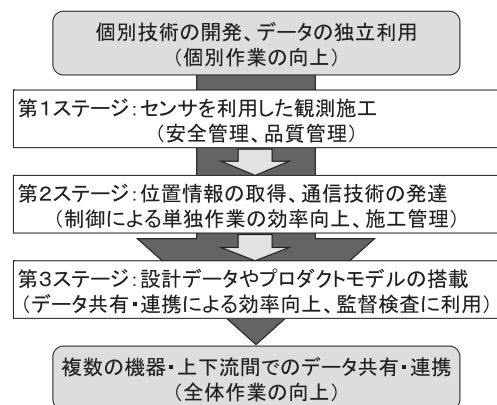 個別技術の開発、データの独立利用
(個別作業の向上)
第1ステージ:センサを利用した観測施工
(安全管理、品質管理)
第2ステージ:位置情報の取得、通信技術の発達
(制御による単独作業の効率向上、施工管理)
第3ステージ:設計データやプロダクトモデルの搭載
(データ共有・連携による効率向上、監督検査に利用)
複数の機器・上下流間でのデータ共有・連携
(全体作業の向上)